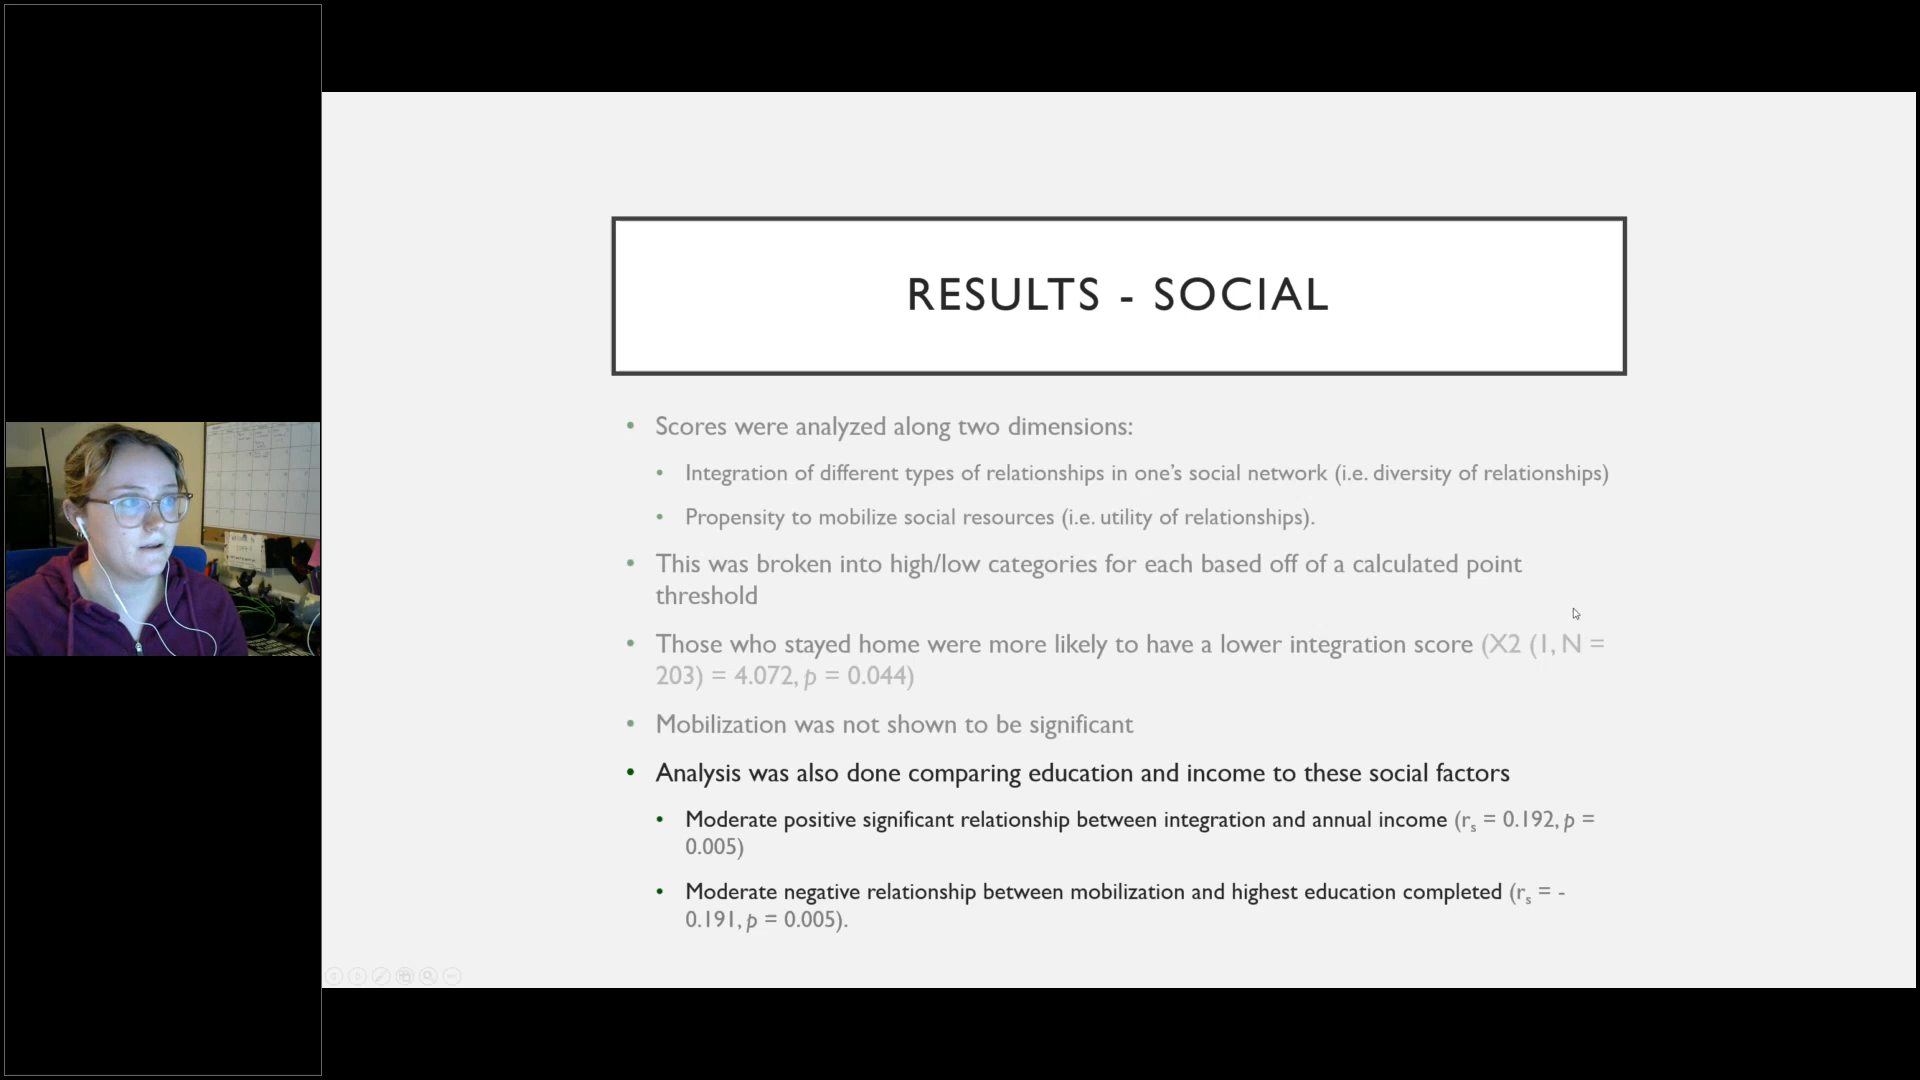 RESULTS - SOCIAL
• Scores were analyzed along two dimensions:
• Integration of different types of relationships in one’s social network (i.e. diversity of relationships)
• Propensity to mobilize social resources (i.e. utility of relationships).
• This was broken into high/low categories for each based off of a calculated point
threshold
• Those who stayed home were more likely to have a lower integration score (X2 (1, N =
203) = 4.072, p = 0.044)
• Mobilization was not shown to be significant
• Analysis was also done comparing education and income to these social factors
• Moderate positive significant relationship between integration and annual income (rs = 0.192, p =
0.005)
• Moderate negative relationship between mobilization and highest education completed (rs = -
0.191, p = 0.005).